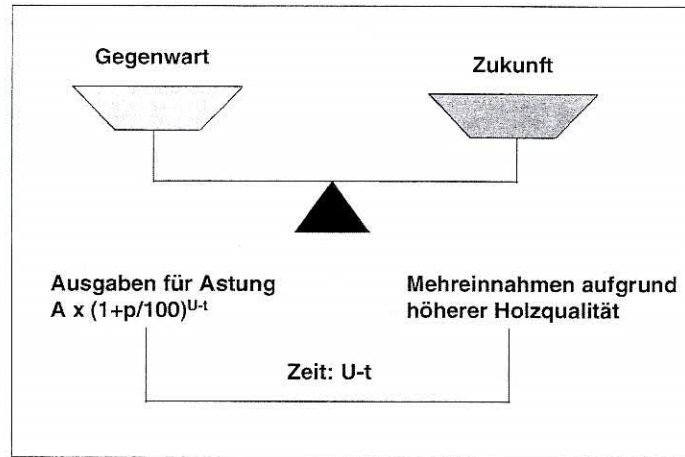 Gegenwart
Zukunft
Ausgaben für Astung
A x (1+p/100)^U-t
Mehreinnahmen aufgrund
höherer Holzqualität
Zeit: U-t